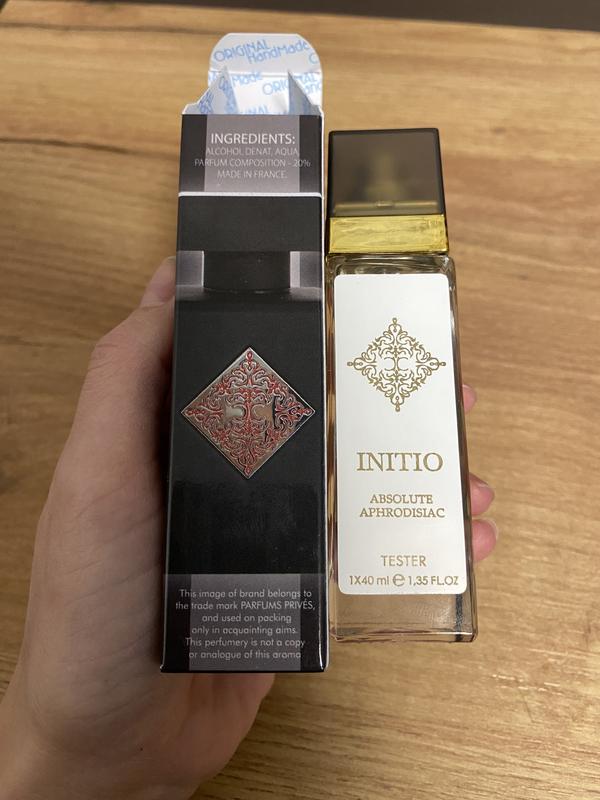 ORIGINAL
HandMade
Made
ORIGINAL
INGREDIENTS:
ALCOHOL DENAT, AQUA,
PARFUM COMPOSITION - 20%
MADE IN FRANCE.
This image of brand belongs to
the trade mark PARFUMS PRIVÉS,
and used on packing
only in acquainting aims.
This perfumery is not a copy
or analogue of this aroma
INITIO
ABSOLUTE
APHRODISIAC
TESTER
1X40 ml ℮ 1,35 FL.OZ